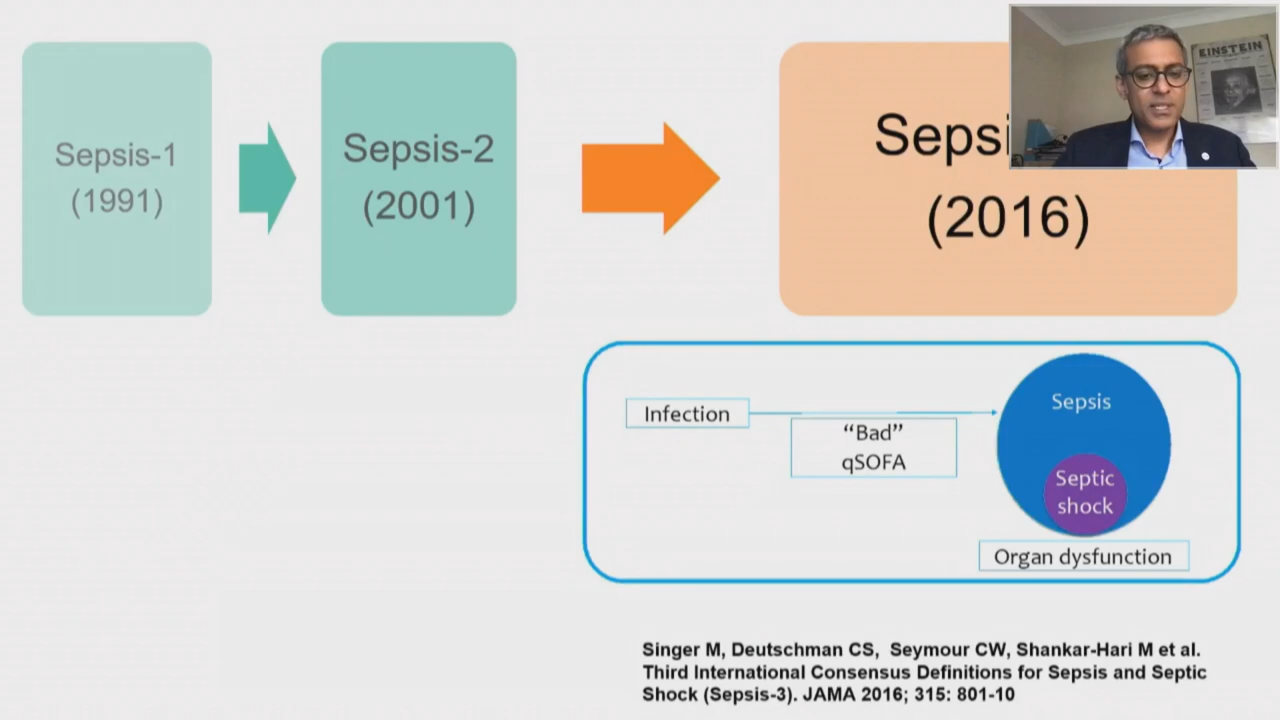 Sepsis-1
(1991)
Sepsis-2
(2001)
Sepsi
(2016)
EINSTEIN
Infection
“Bad”
qSOFA
Sepsis
Septic
shock
Organ dysfunction
Singer M, Deutschman CS, Seymour CW, Shankar-Hari M et al.
Third International Consensus Definitions for Sepsis and Septic
Shock (Sepsis-3). JAMA 2016; 315: 801-10